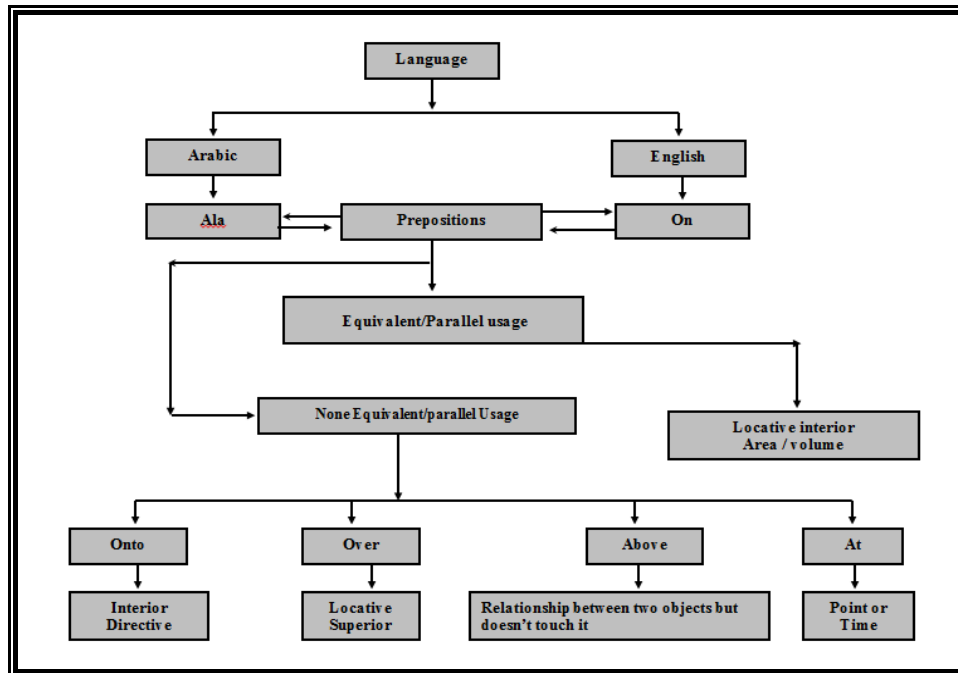 Language
Arabic
English
Ala
Prepositions
On
Equivalent/Parallel usage
None Equivalent/parallel Usage
Locative interior
Area / volume
Onto
Over
Above
At
Interior
Directive
Locative
Superior
Relationship between two objects but
doesn't touch it
Point or
Time